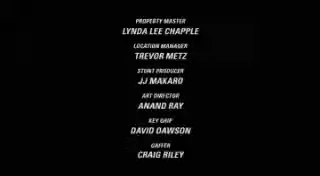 PROPERTY MASTER
LYNDA LEE CHAPPLE
LOCATION MANAGER
TREVOR METZ
STUNT PRODUCER
JJ MAKARO
ART DIRECTOR
ANAND RAY
KEY GRIP
DAVID DAWSON
GAFFER
CRAIG RILEY